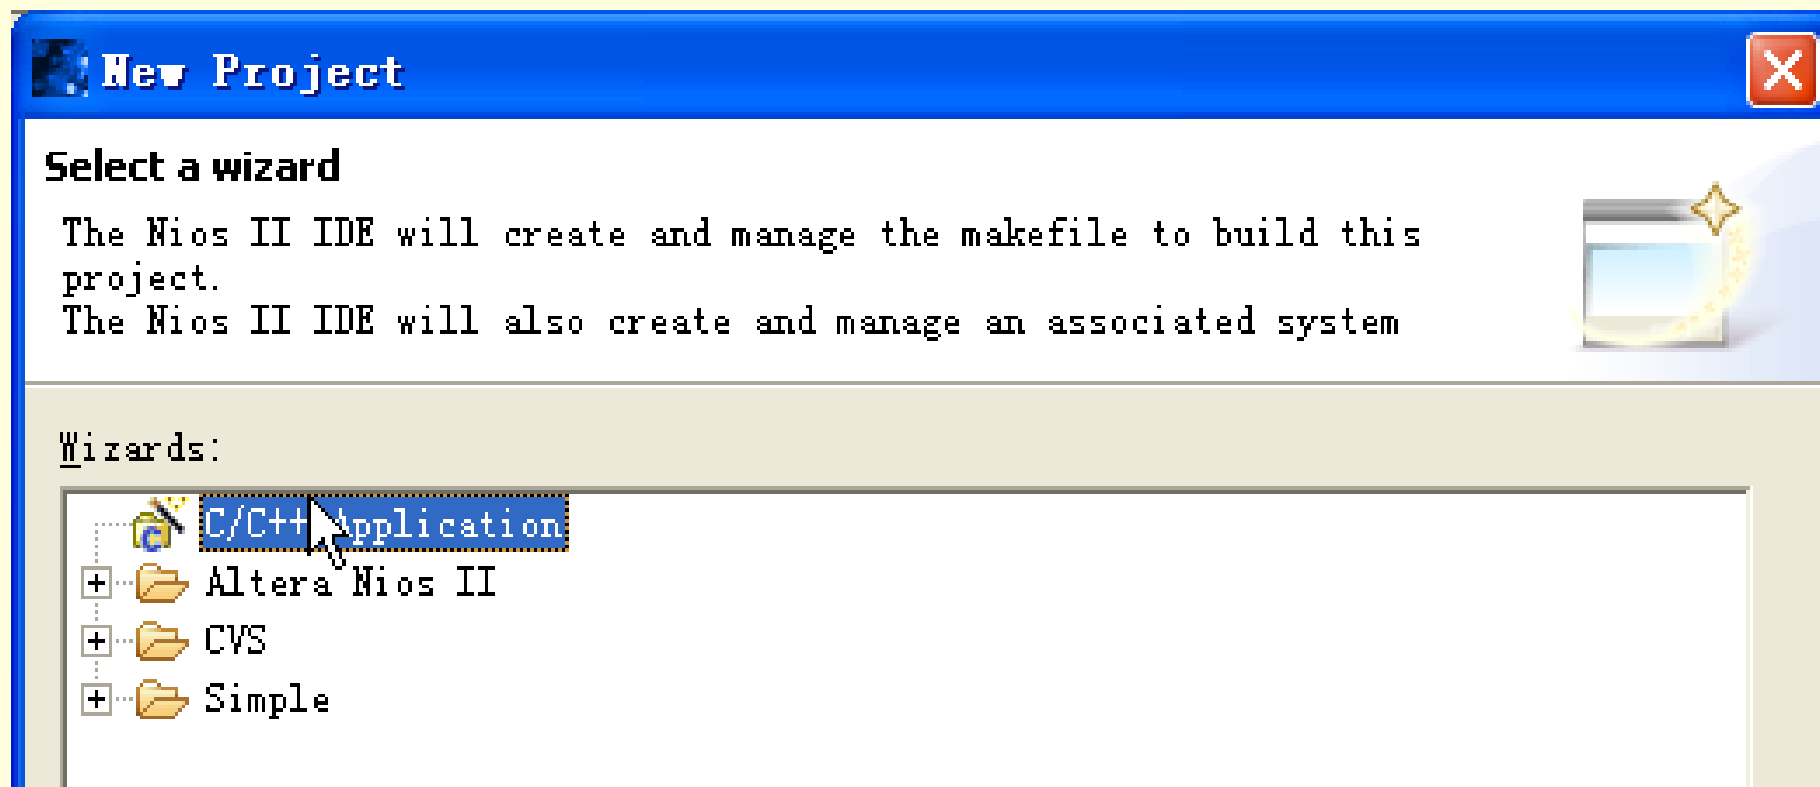 New Project
Select a wizard
The Nios II IDE will create and manage the makefile to build this
project.
The Nios II IDE will also create and manage an associated system
Wizards:
C/C++ Application
Altera Nios II
CVS
Simple